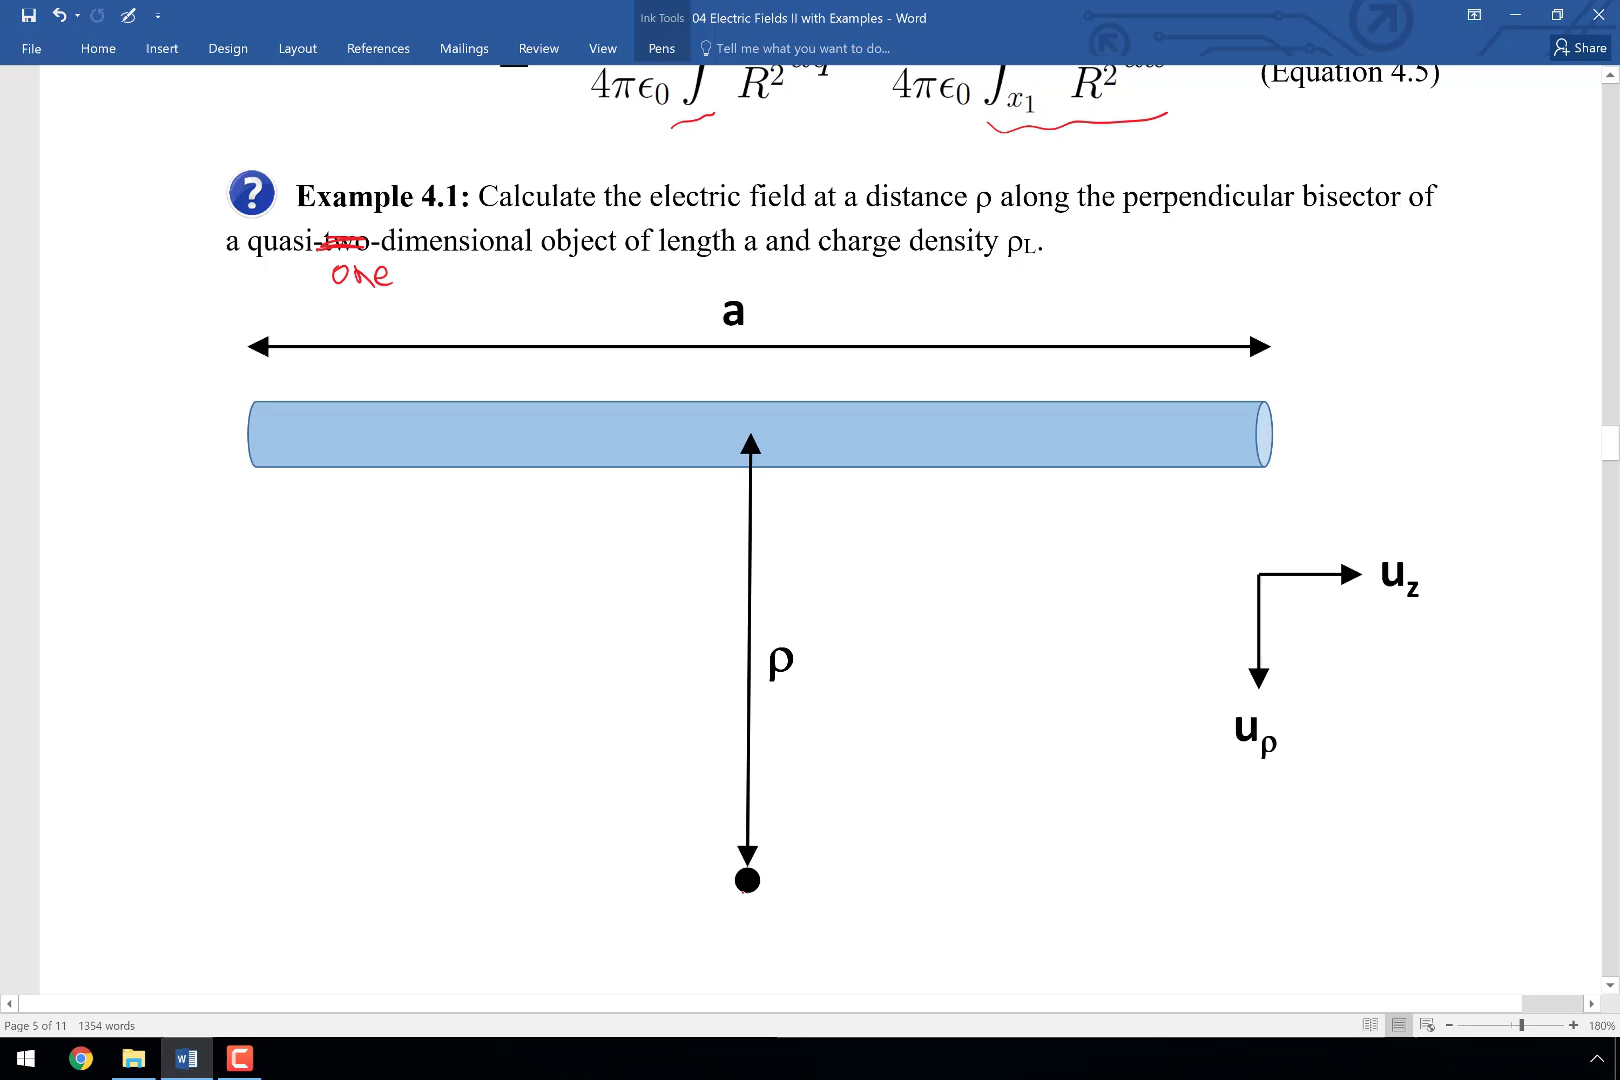 Ink Tools 04 Electric Fields II with Examples - Word
File Home Insert Design Layout References Mailings Review View Pens Tell me what you want to do... Share
4πϵ0 ∫ R² 4πϵ0 ∫x1 R² (Equation 4.5)
? Example 4.1: Calculate the electric field at a distance ρ along the perpendicular bisector of
a quasi-two-dimensional object of length a and charge density ρL.
one
a
uz
ρ
uρ
Page 5 of 11 1354 words
180%